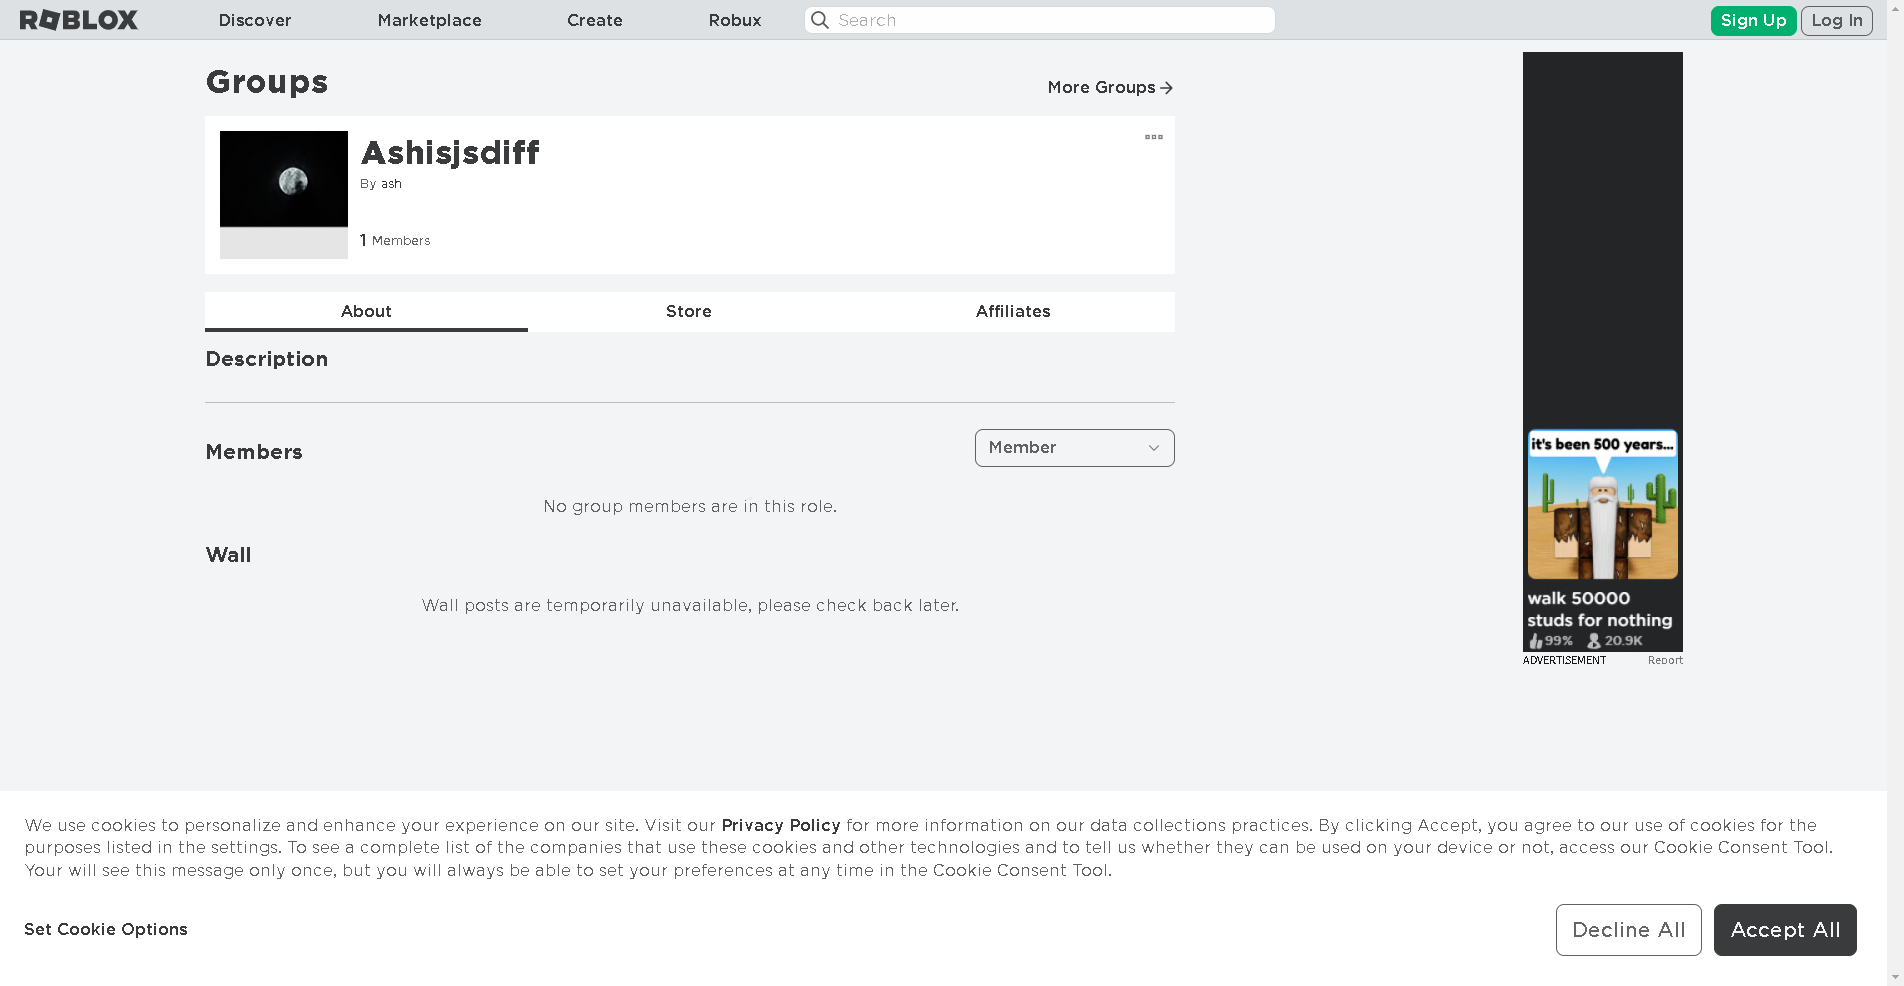 ROBLOX
Discover
Marketplace
Create
Robux
Search
Sign Up
Log In
Groups
More Groups
Ashisjsdiff
By ash
1 Members
About
Store
Affiliates
Description
Members
Member
No group members are in this role.
Wall
Wall posts are temporarily unavailable, please check back later.
it's been 500 years...
walk 50000
studs for nothing
99% 20.9K
ADVERTISEMENT
Report
We use cookies to personalize and enhance your experience on our site. Visit our Privacy Policy for more information on our data collections practices. By clicking Accept, you agree to our use of cookies for the
purposes listed in the settings. To see a complete list of the companies that use these cookies and other technologies and to tell us whether they can be used on your device or not, access our Cookie Consent Tool.
Your will see this message only once, but you will always be able to set your preferences at any time in the Cookie Consent Tool.
Set Cookie Options
Decline All
Accept All